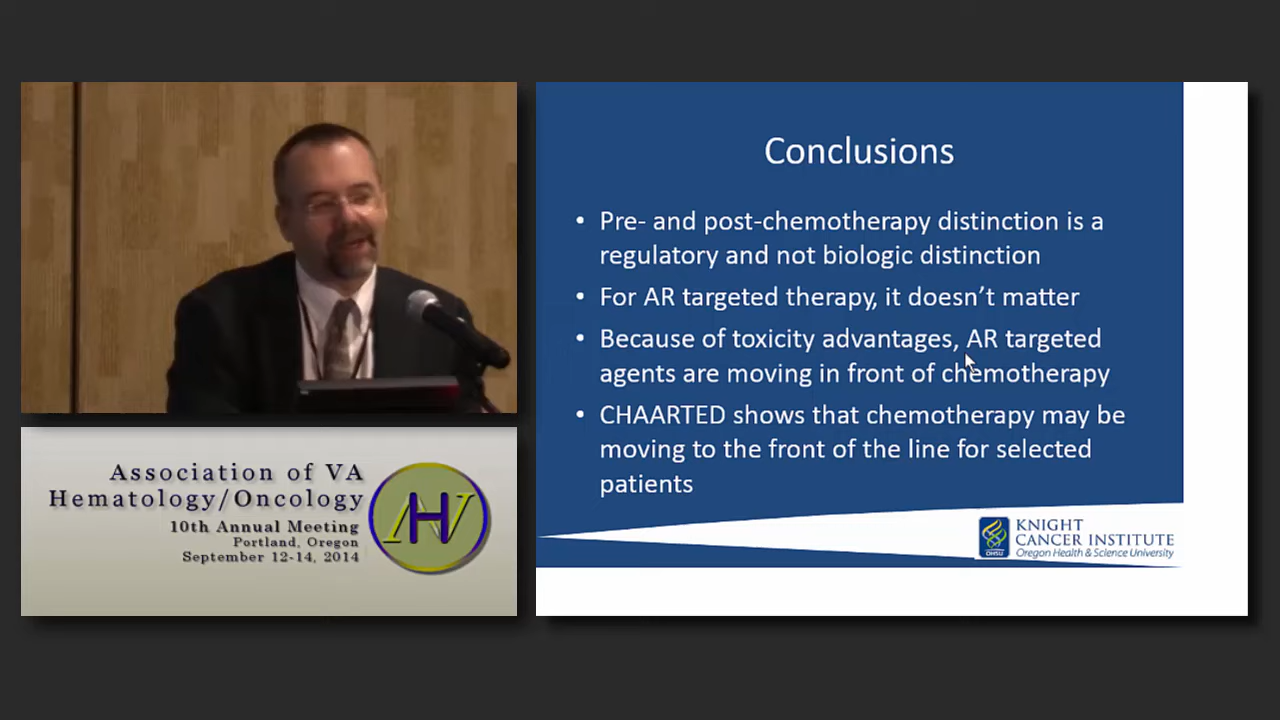 Conclusions
• Pre- and post-chemotherapy distinction is a
regulatory and not biologic distinction
• For AR targeted therapy, it doesn't matter
• Because of toxicity advantages, AR targeted
agents are moving in front of chemotherapy
• CHAARTED shows that chemotherapy may be
moving to the front of the line for selected
patients
KNIGHT
CANCER INSTITUTE
Oregon Health & Science University
OHSU
Association of VA
Hematology/Oncology
10th Annual Meeting
Portland, Oregon
September 12-14, 2014
AHV